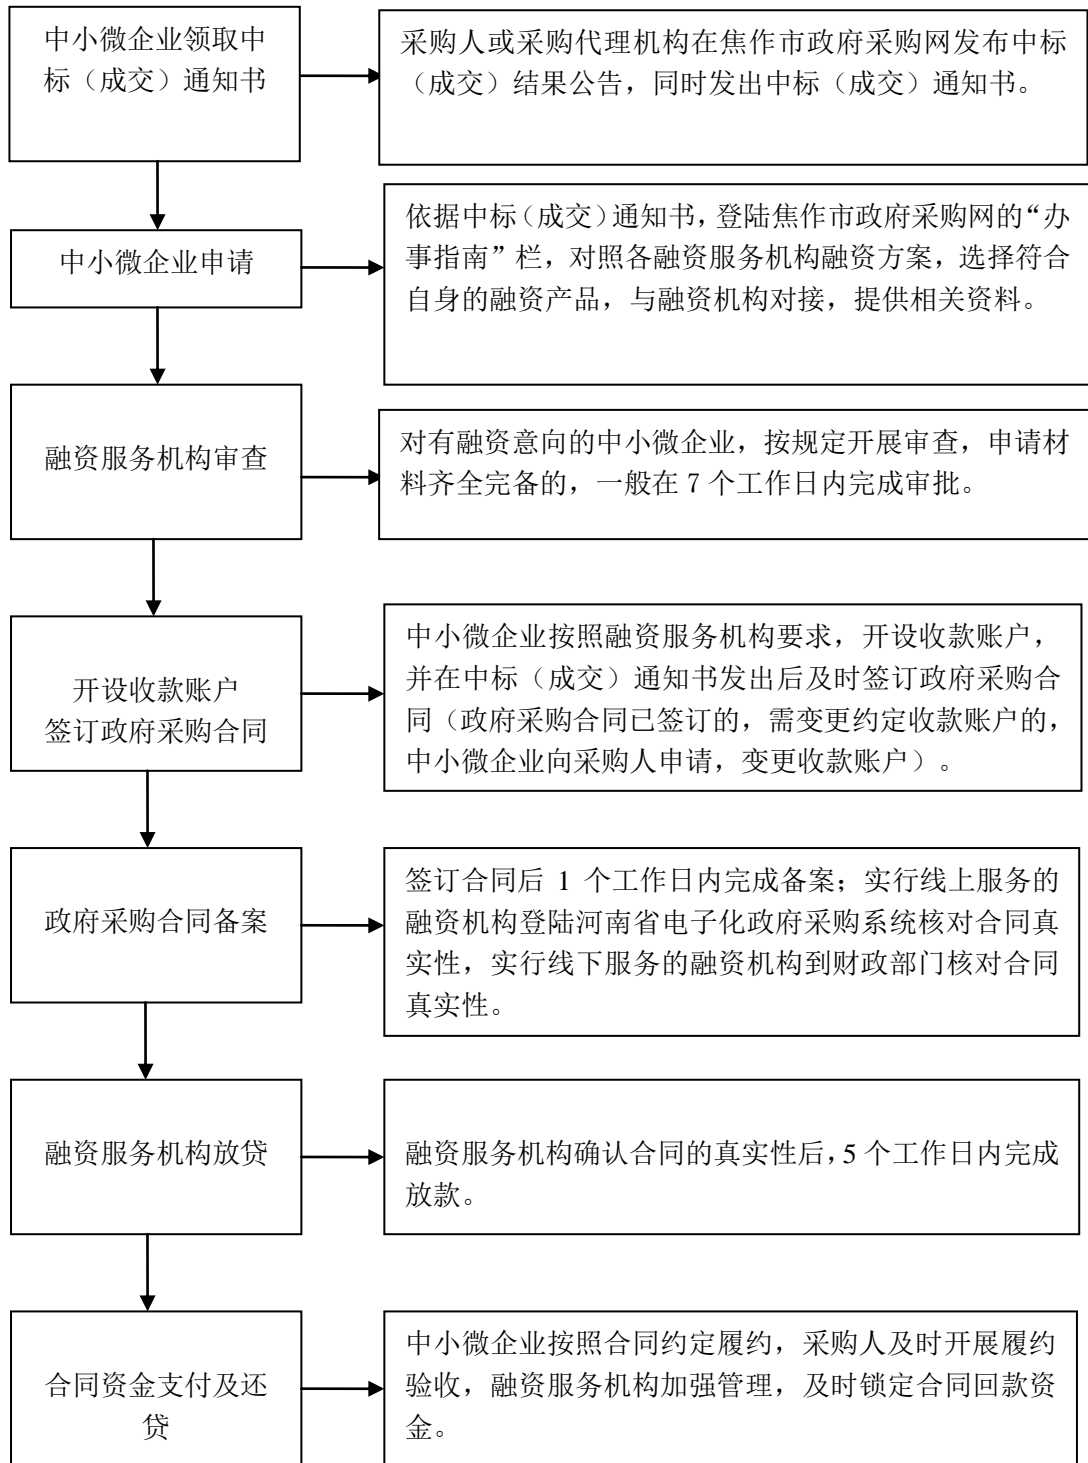 中小微企业领取中
标（成交）通知书
采购人或采购代理机构在焦作市政府采购网发布中标
（成交）结果公告，同时发出中标（成交）通知书。
中小微企业申请
依据中标（成交）通知书，登陆焦作市政府采购网的“办
事指南”栏，对照各融资服务机构融资方案，选择符合
自身的融资产品，与融资机构对接，提供相关资料。
融资服务机构审查
对有融资意向的中小微企业，按规定开展审查，申请材
料齐全完备的，一般在 7 个工作日内完成审批。
开设收款账户
签订政府采购合同
中小微企业按照融资服务机构要求，开设收款账户，
并在中标（成交）通知书发出后及时签订政府采购合
同（政府采购合同已签订的，需变更约定收款账户的，
中小微企业向采购人申请，变更收款账户）。
政府采购合同备案
签订合同后 1 个工作日内完成备案；实行线上服务的
融资机构登陆河南省电子化政府采购系统核对合同真
实性，实行线下服务的融资机构到财政部门核对合同
真实性。
融资服务机构放贷
融资服务机构确认合同的真实性后，5 个工作日内完成
放款。
合同资金支付及还
贷
中小微企业按照合同约定履约，采购人及时开展履约
验收，融资服务机构加强管理，及时锁定合同回款资
金。